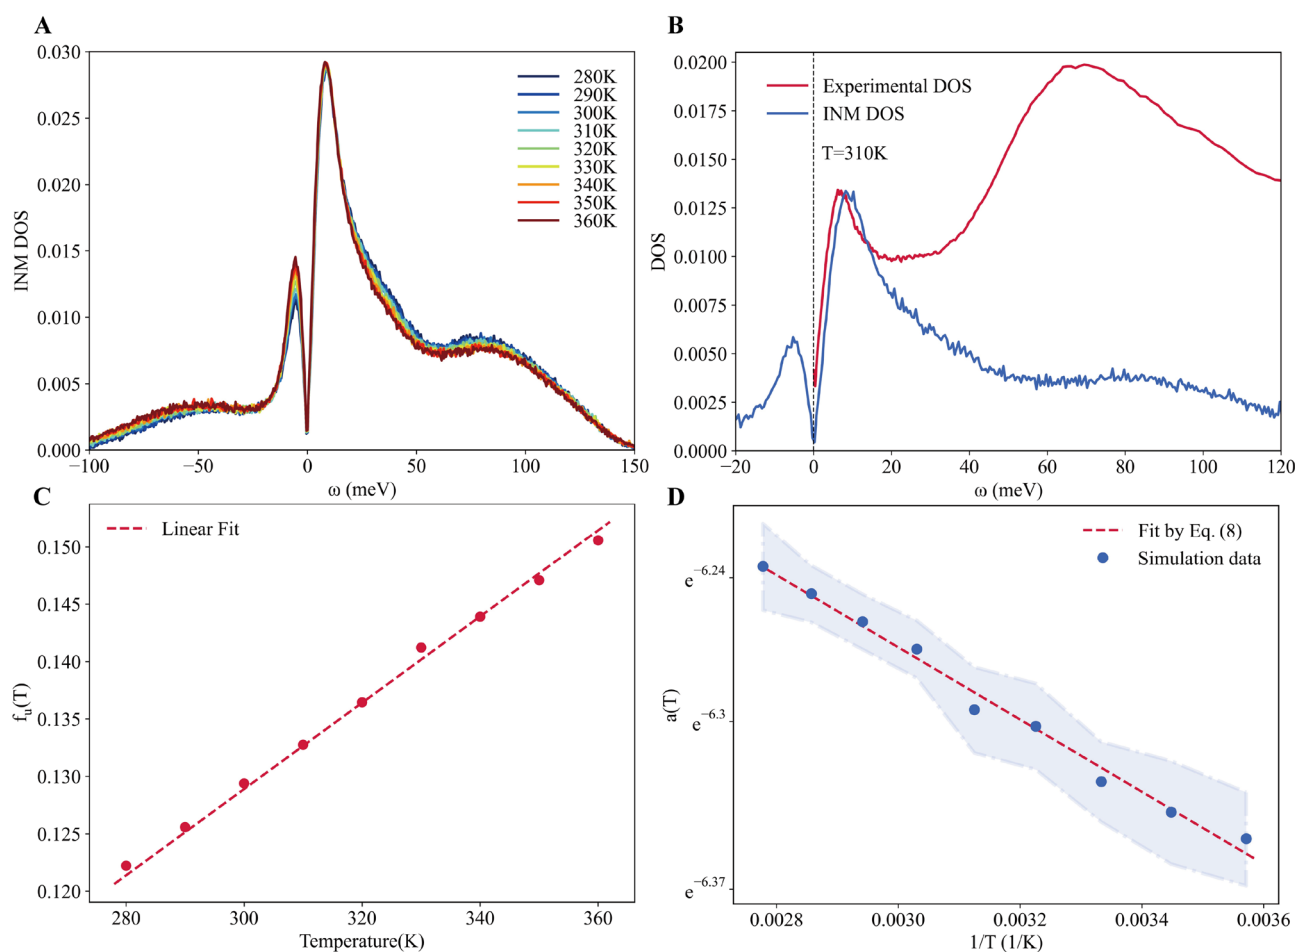 A
INM DOS
0.030
0.025
0.020
0.015
0.010
0.005
0.000
280K
290K
300K
310K
320K
330K
340K
350K
360K
−100
−50
0
50
100
150
ω (meV)
B
DOS
0.0200
0.0175
0.0150
0.0125
0.0100
0.0075
0.0050
0.0025
0.0000
Experimental DOS
INM DOS
T=310K
−20
0
20
40
60
80
100
120
ω (meV)
C
fu(T)
0.150
0.145
0.140
0.135
0.130
0.125
0.120
Linear Fit
280
300
320
340
360
Temperature(K)
D
a(T)
e−6.24
e−6.3
e−6.37
Fit by Eq. (8)
Simulation data
0.0028
0.0030
0.0032
0.0034
0.0036
1/T (1/K)